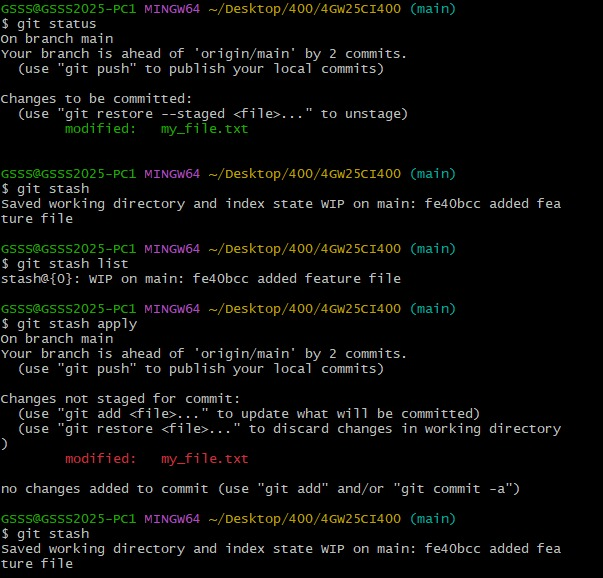 GSSS@GSSS2025-PC1 MINGW64 ~/Desktop/400/4GW25CI400 (main)
$ git status
On branch main
Your branch is ahead of 'origin/main' by 2 commits.
  (use "git push" to publish your local commits)

Changes to be committed:
  (use "git restore --staged <file>..." to unstage)
        modified:   my_file.txt


GSSS@GSSS2025-PC1 MINGW64 ~/Desktop/400/4GW25CI400 (main)
$ git stash
Saved working directory and index state WIP on main: fe40bcc added fea
ture file

GSSS@GSSS2025-PC1 MINGW64 ~/Desktop/400/4GW25CI400 (main)
$ git stash list
stash@{0}: WIP on main: fe40bcc added feature file

GSSS@GSSS2025-PC1 MINGW64 ~/Desktop/400/4GW25CI400 (main)
$ git stash apply
On branch main
Your branch is ahead of 'origin/main' by 2 commits.
  (use "git push" to publish your local commits)

Changes not staged for commit:
  (use "git add <file>..." to update what will be committed)
  (use "git restore <file>..." to discard changes in working directory
)
        modified:   my_file.txt

no changes added to commit (use "git add" and/or "git commit -a")

GSSS@GSSS2025-PC1 MINGW64 ~/Desktop/400/4GW25CI400 (main)
$ git stash
Saved working directory and index state WIP on main: fe40bcc added fea
ture file